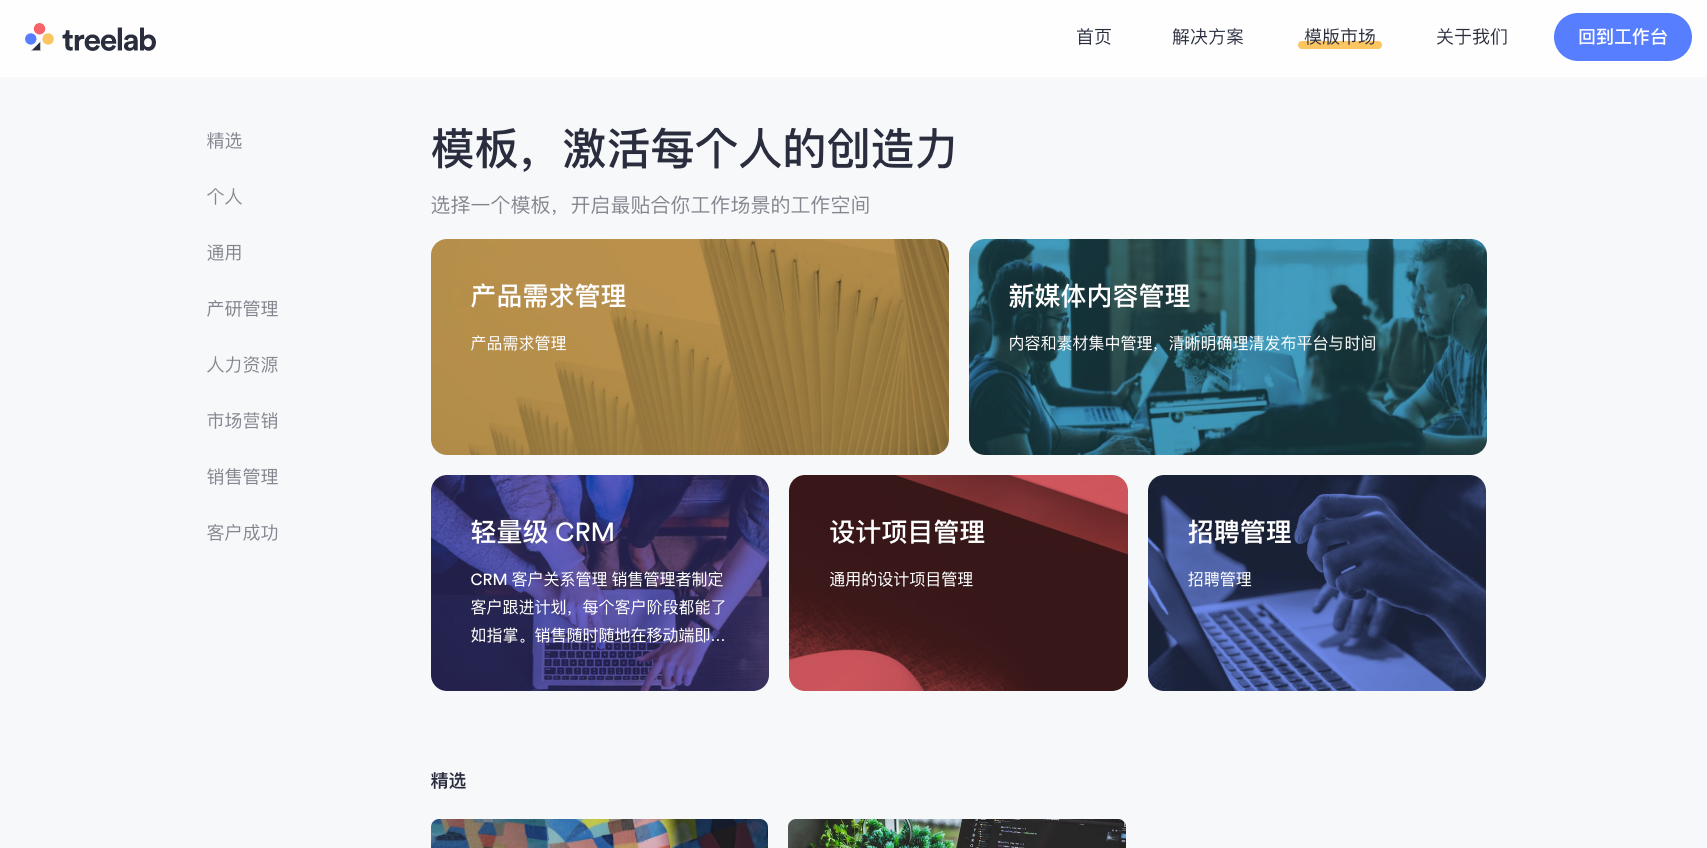 treelab
首页
解决方案
模版市场
关于我们
回到工作台
精选
个人
通用
产研管理
人力资源
市场营销
销售管理
客户成功
模板，激活每个人的创造力
选择一个模板，开启最贴合你工作场景的工作空间
产品需求管理
产品需求管理
新媒体内容管理
内容和素材集中管理，清晰明确理清发布平台与时间
轻量级 CRM
CRM 客户关系管理 销售管理者制定
客户跟进计划，每个客户阶段都能了
如指掌。销售随时随地在移动端即...
设计项目管理
通用的设计项目管理
招聘管理
招聘管理
精选